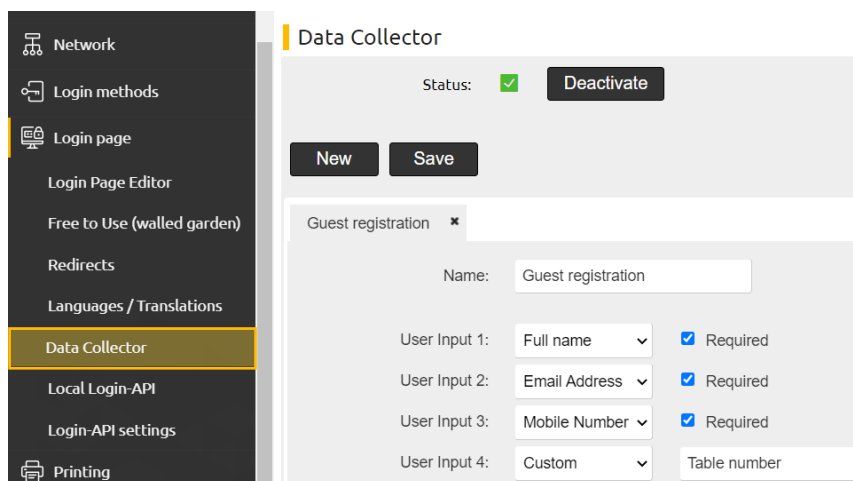 Network
Login methods
Login page
Login Page Editor
Free to Use (walled garden)
Redirects
Languages / Translations
Data Collector
Local Login-API
Login-API settings
Printing
Data Collector
Status: Deactivate
New Save
Guest registration
Name: Guest registration
User Input 1: Full name Required
User Input 2: Email Address Required
User Input 3: Mobile Number Required
User Input 4: Custom Table number